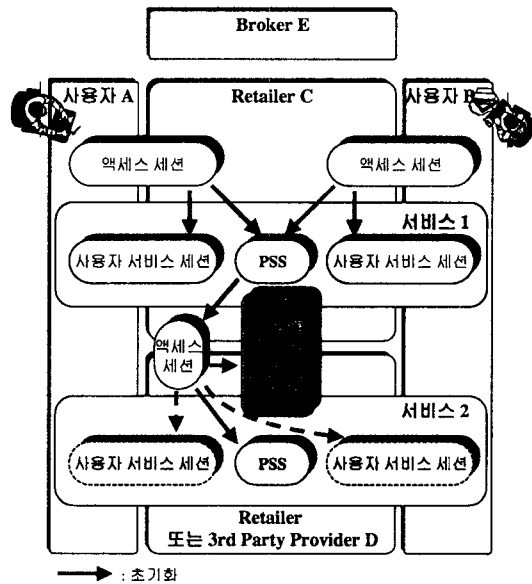 Broker E
사용자 A
Retailer C
사용자 B
액세스 세션
액세스 세션
서비스 1
사용자 서비스 세션
PSS
사용자 서비스 세션
액세스
세션
서비스 2
사용자 서비스 세션
PSS
사용자 서비스 세션
Retailer
또는 3rd Party Provider D
: 초기화